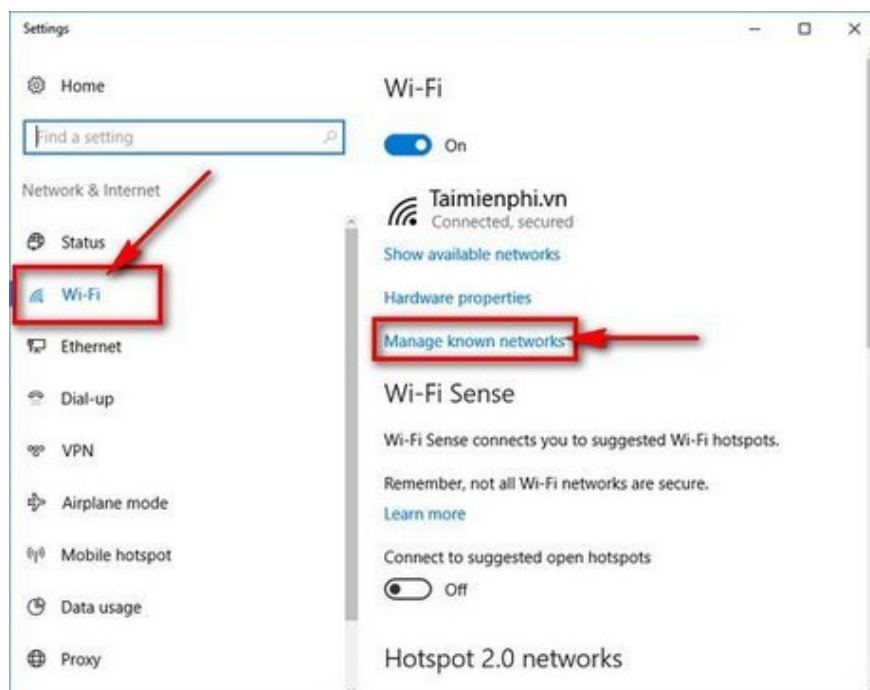 Settings
Home
Find a setting
Network & Internet
Status
Wi-Fi
Ethernet
Dial-up
VPN
Airplane mode
Mobile hotspot
Data usage
Proxy
Wi-Fi
On
Taimienphi.vn
Connected, secured
Show available networks
Hardware properties
Manage known networks
Wi-Fi Sense
Wi-Fi Sense connects you to suggested Wi-Fi hotspots.
Remember, not all Wi-Fi networks are secure.
Learn more
Connect to suggested open hotspots
Off
Hotspot 2.0 networks